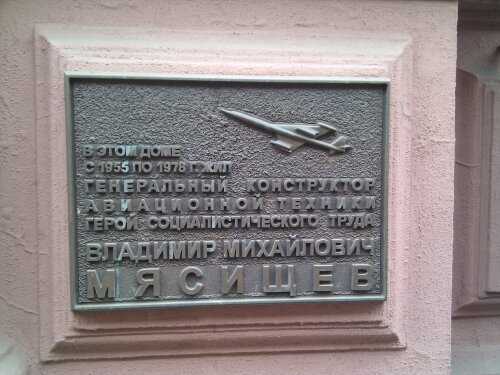 В ЭТОМ ДОМЕ
С 1955 ПО 1978 Г. ЖИЛ
ГЕНЕРАЛЬНЫЙ КОНСТРУКТОР
АВИАЦИОННОЙ ТЕХНИКИ
ГЕРОЙ СОЦИАЛИСТИЧЕСКОГО ТРУДА
ВЛАДИМИР МИХАЙЛОВИЧ
МЯСИЩЕВ